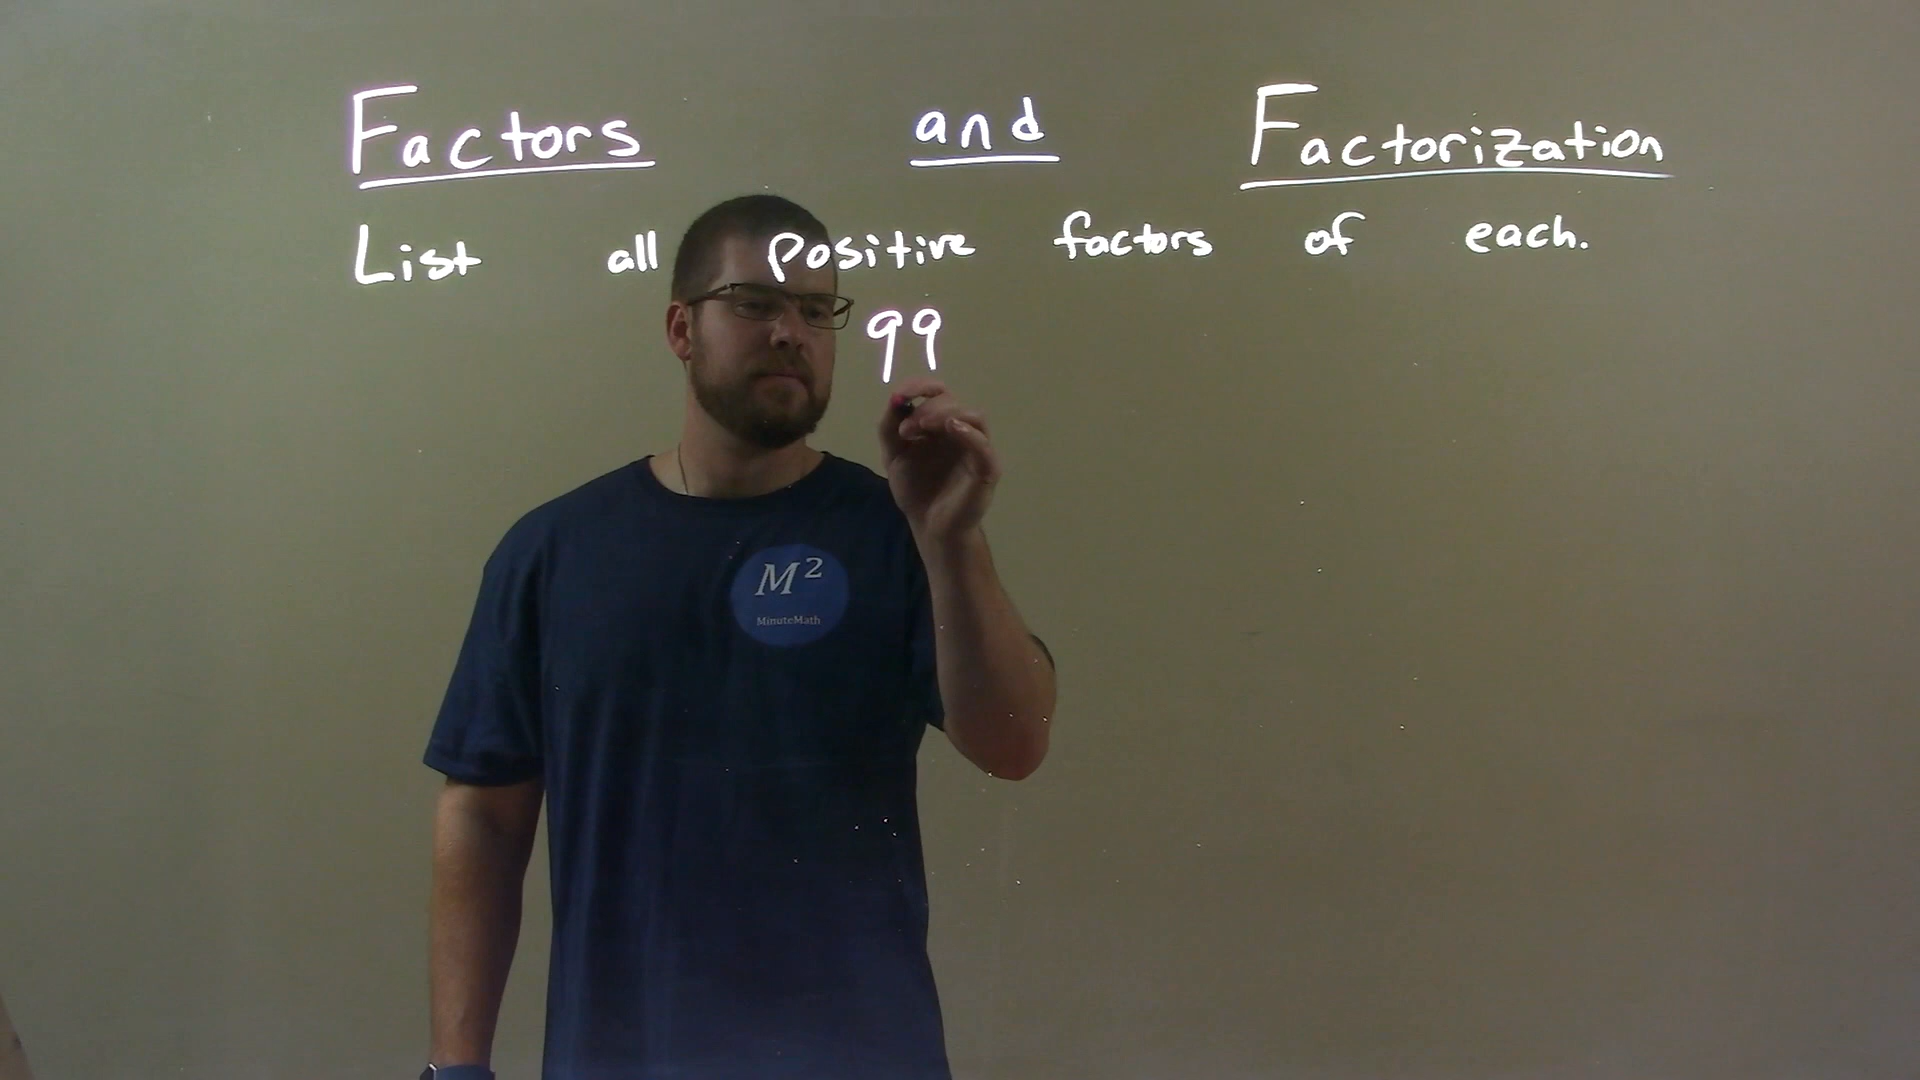 Factors and Factorization
List all positive factors of each.
99
M²
MinuteMath